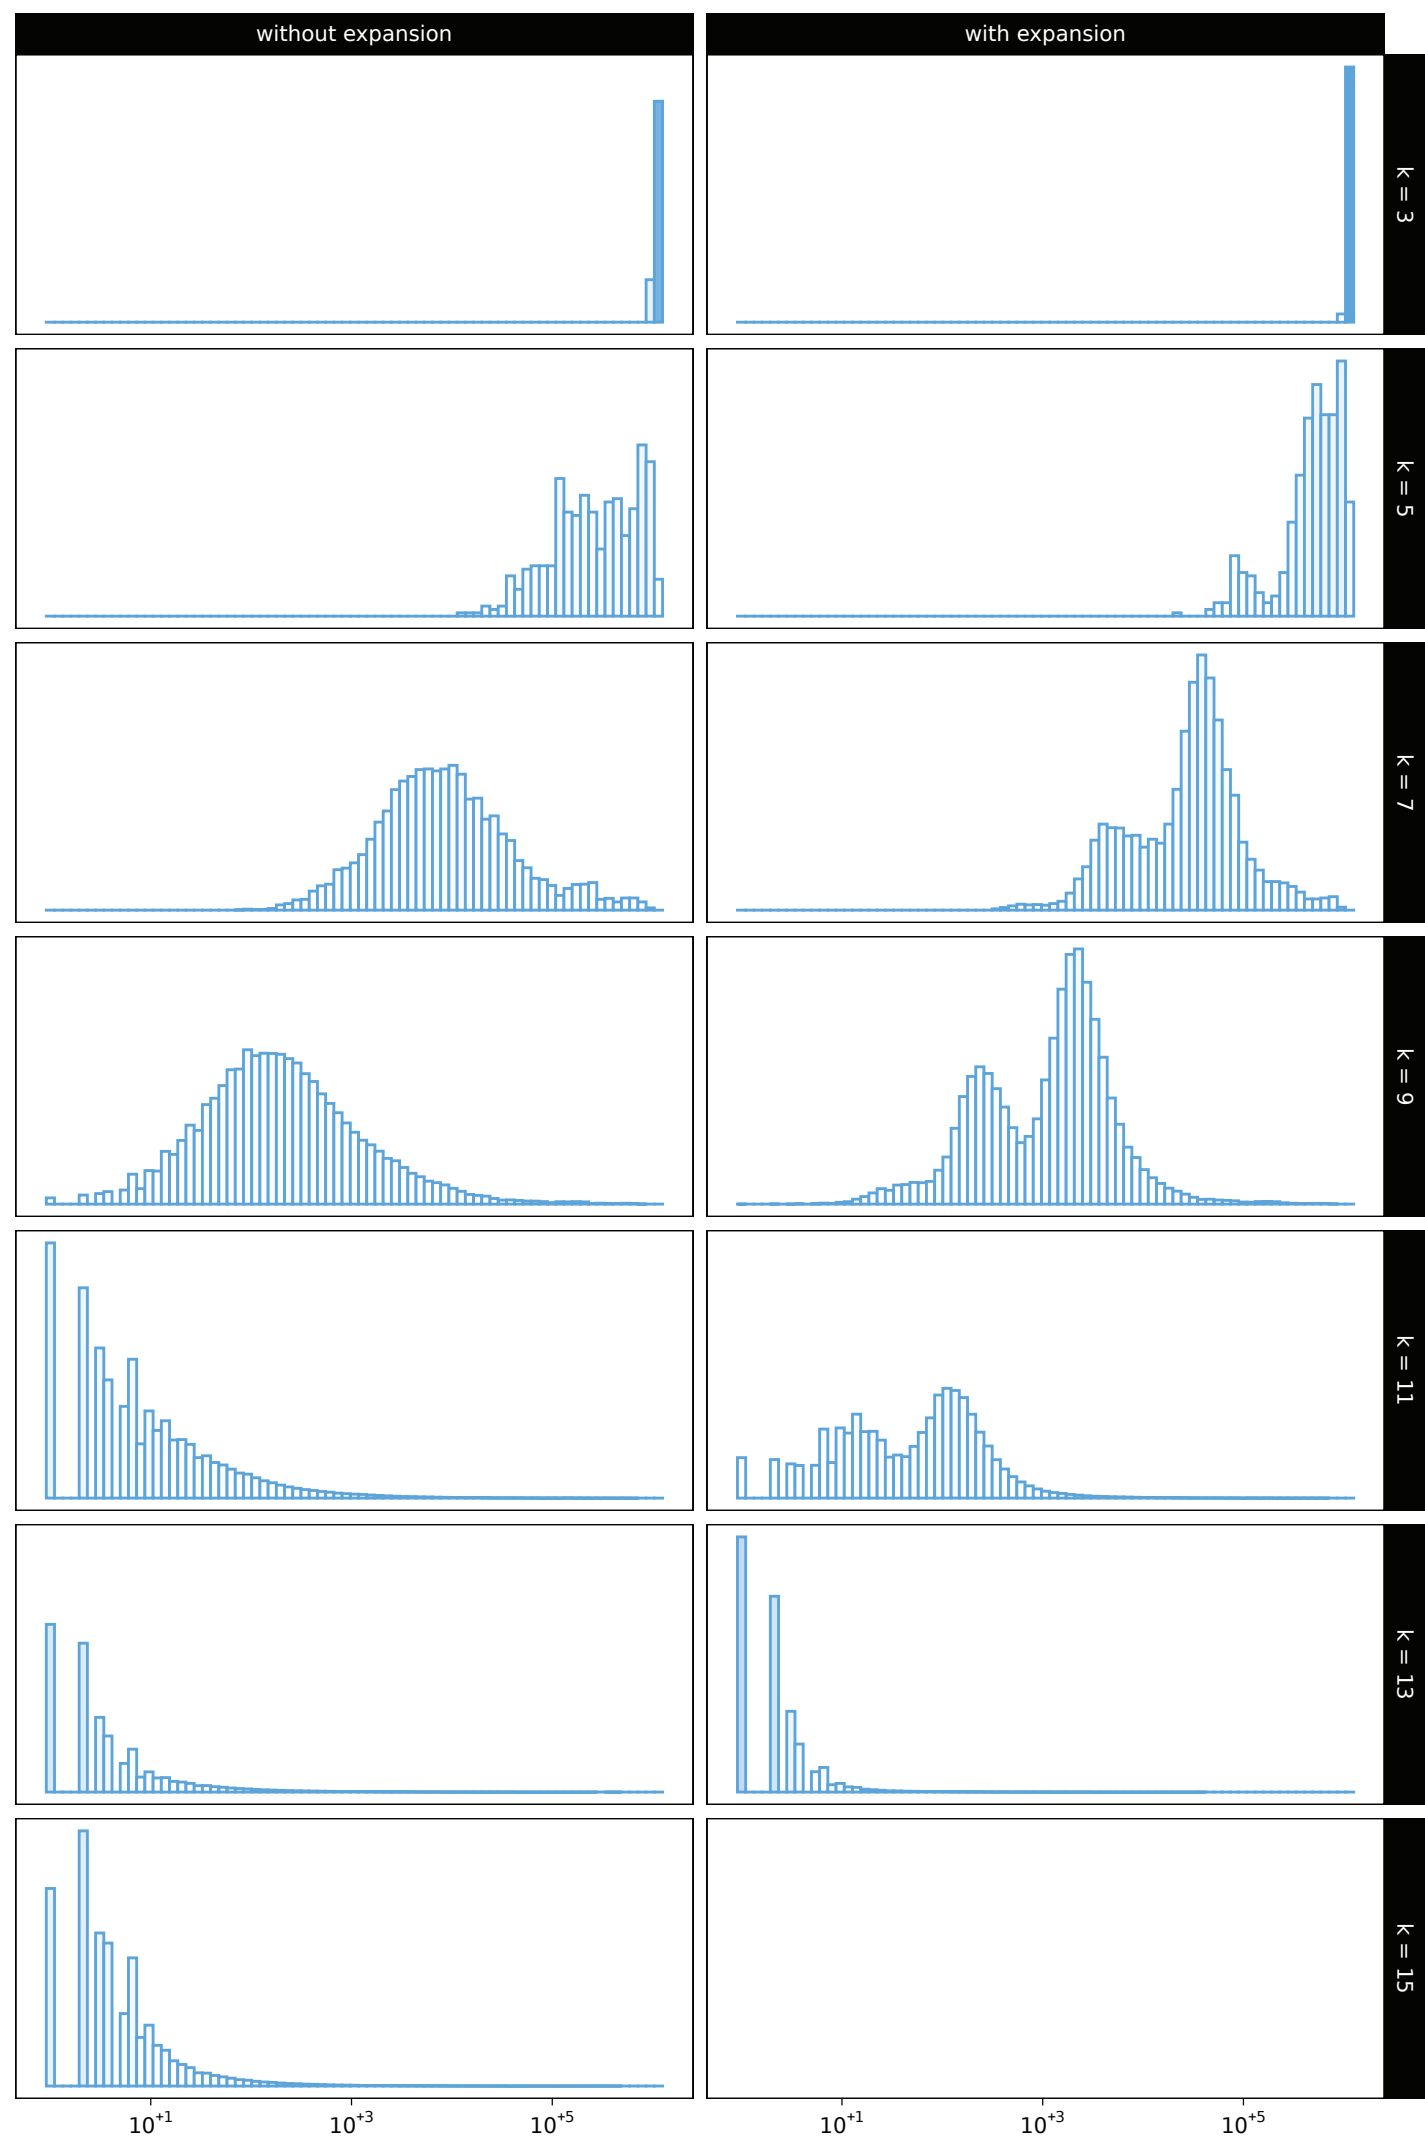 without expansion
with expansion
k = 3
k = 5
k = 7
k = 9
k = 11
k = 13
k = 15
10⁺¹ 10⁺³ 10⁺⁵
10⁺¹ 10⁺³ 10⁺⁵